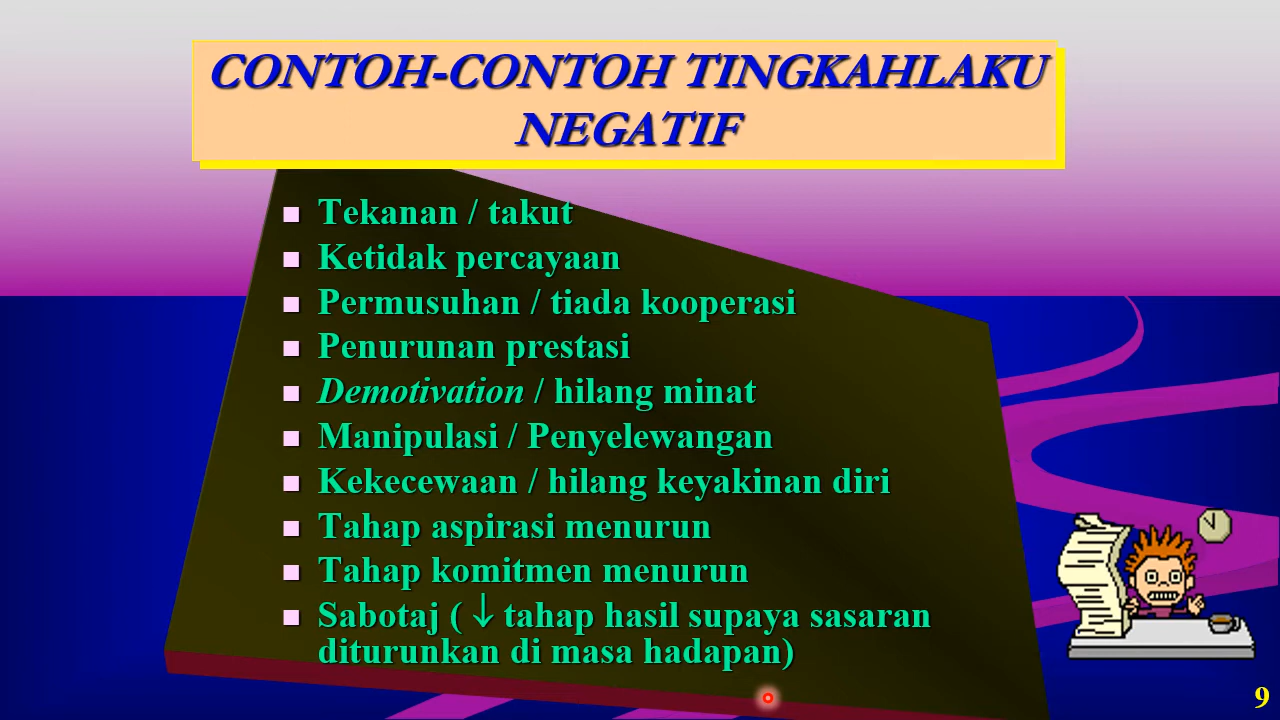 CONTOH-CONTOH TINGKAHLAKU
NEGATIF
Tekanan / takut
Ketidak percayaan
Permusuhan / tiada kooperasi
Penurunan prestasi
Demotivation / hilang minat
Manipulasi / Penyelewangan
Kekecewaan / hilang keyakinan diri
Tahap aspirasi menurun
Tahap komitmen menurun
Sabotaj ( ↓ tahap hasil supaya sasaran
diturunkan di masa hadapan)
9